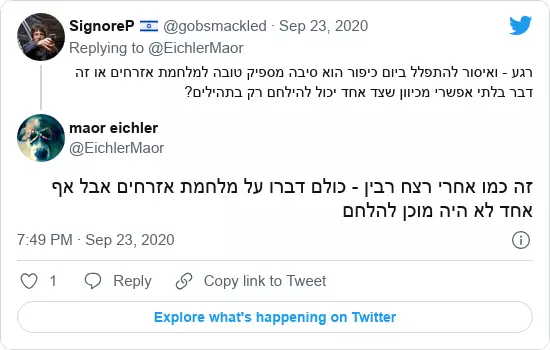 SignoreP 🇮🇱 @gobsmackled · Sep 23, 2020
Replying to @EichlerMaor
רגע - ואיסור להתפלל ביום כיפור הוא סיבה מספיק טובה למלחמת אזרחים או זה
דבר בלתי אפשרי מכיוון שצד אחד יכול להילחם רק בתהילים?
maor eichler
@EichlerMaor
זה כמו אחרי רצח רבין - כולם דברו על מלחמת אזרחים אבל אף
אחד לא היה מוכן להלחם
7:49 PM · Sep 23, 2020
1 Reply Copy link to Tweet
Explore what's happening on Twitter